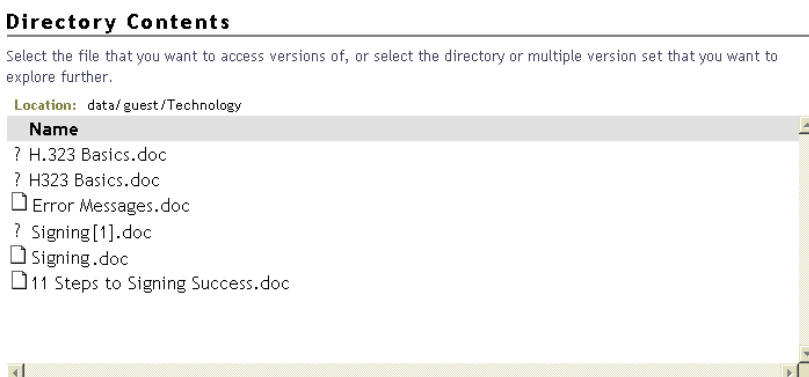 Directory Contents
Select the file that you want to access versions of, or select the directory or multiple version set that you want to
explore further.
Location: data/guest/Technology
Name
? H.323 Basics.doc
? H323 Basics.doc
Error Messages.doc
? Signing[1].doc
Signing.doc
11 Steps to Signing Success.doc